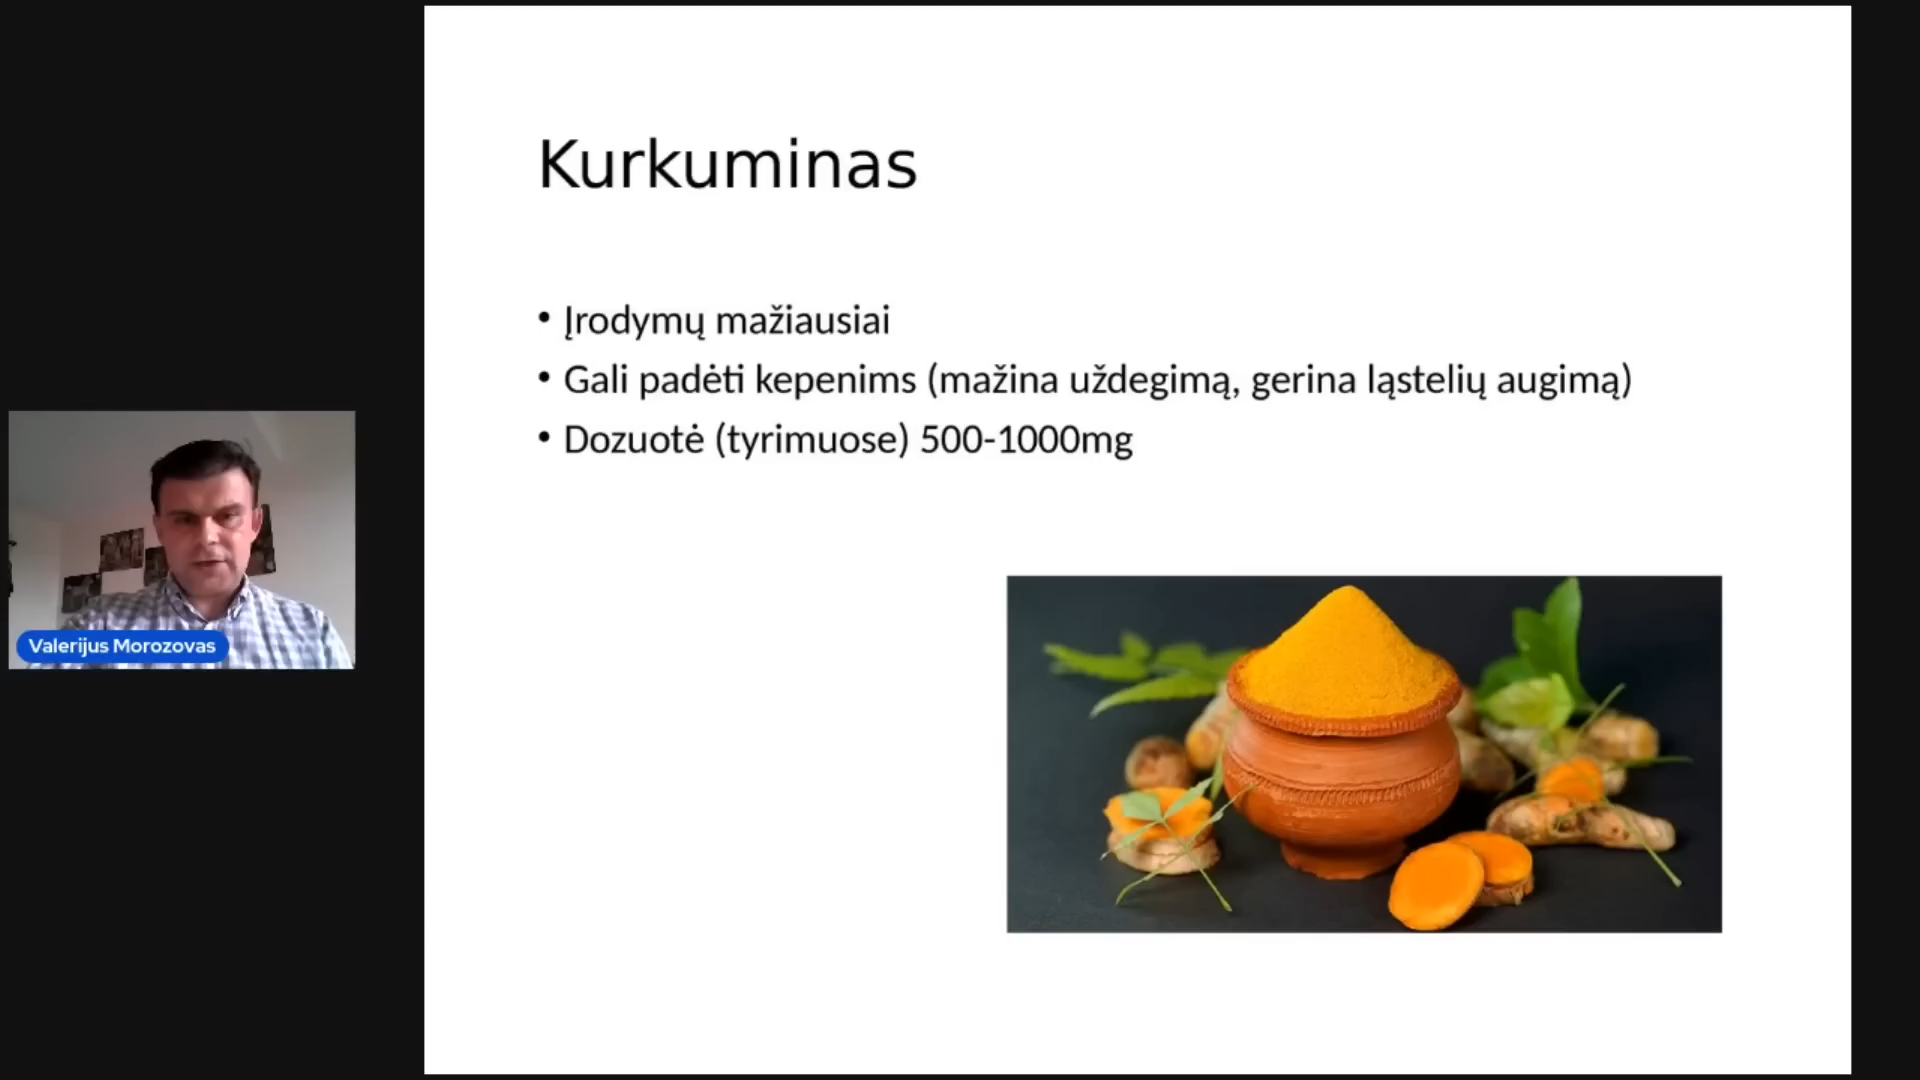 Kurkuminas
• Įrodymų mažiausiai
• Gali padėti kepenims (mažina uždegimą, gerina ląstelių augimą)
• Dozuotė (tyrimuose) 500-1000mg
Valerijus Morozovas